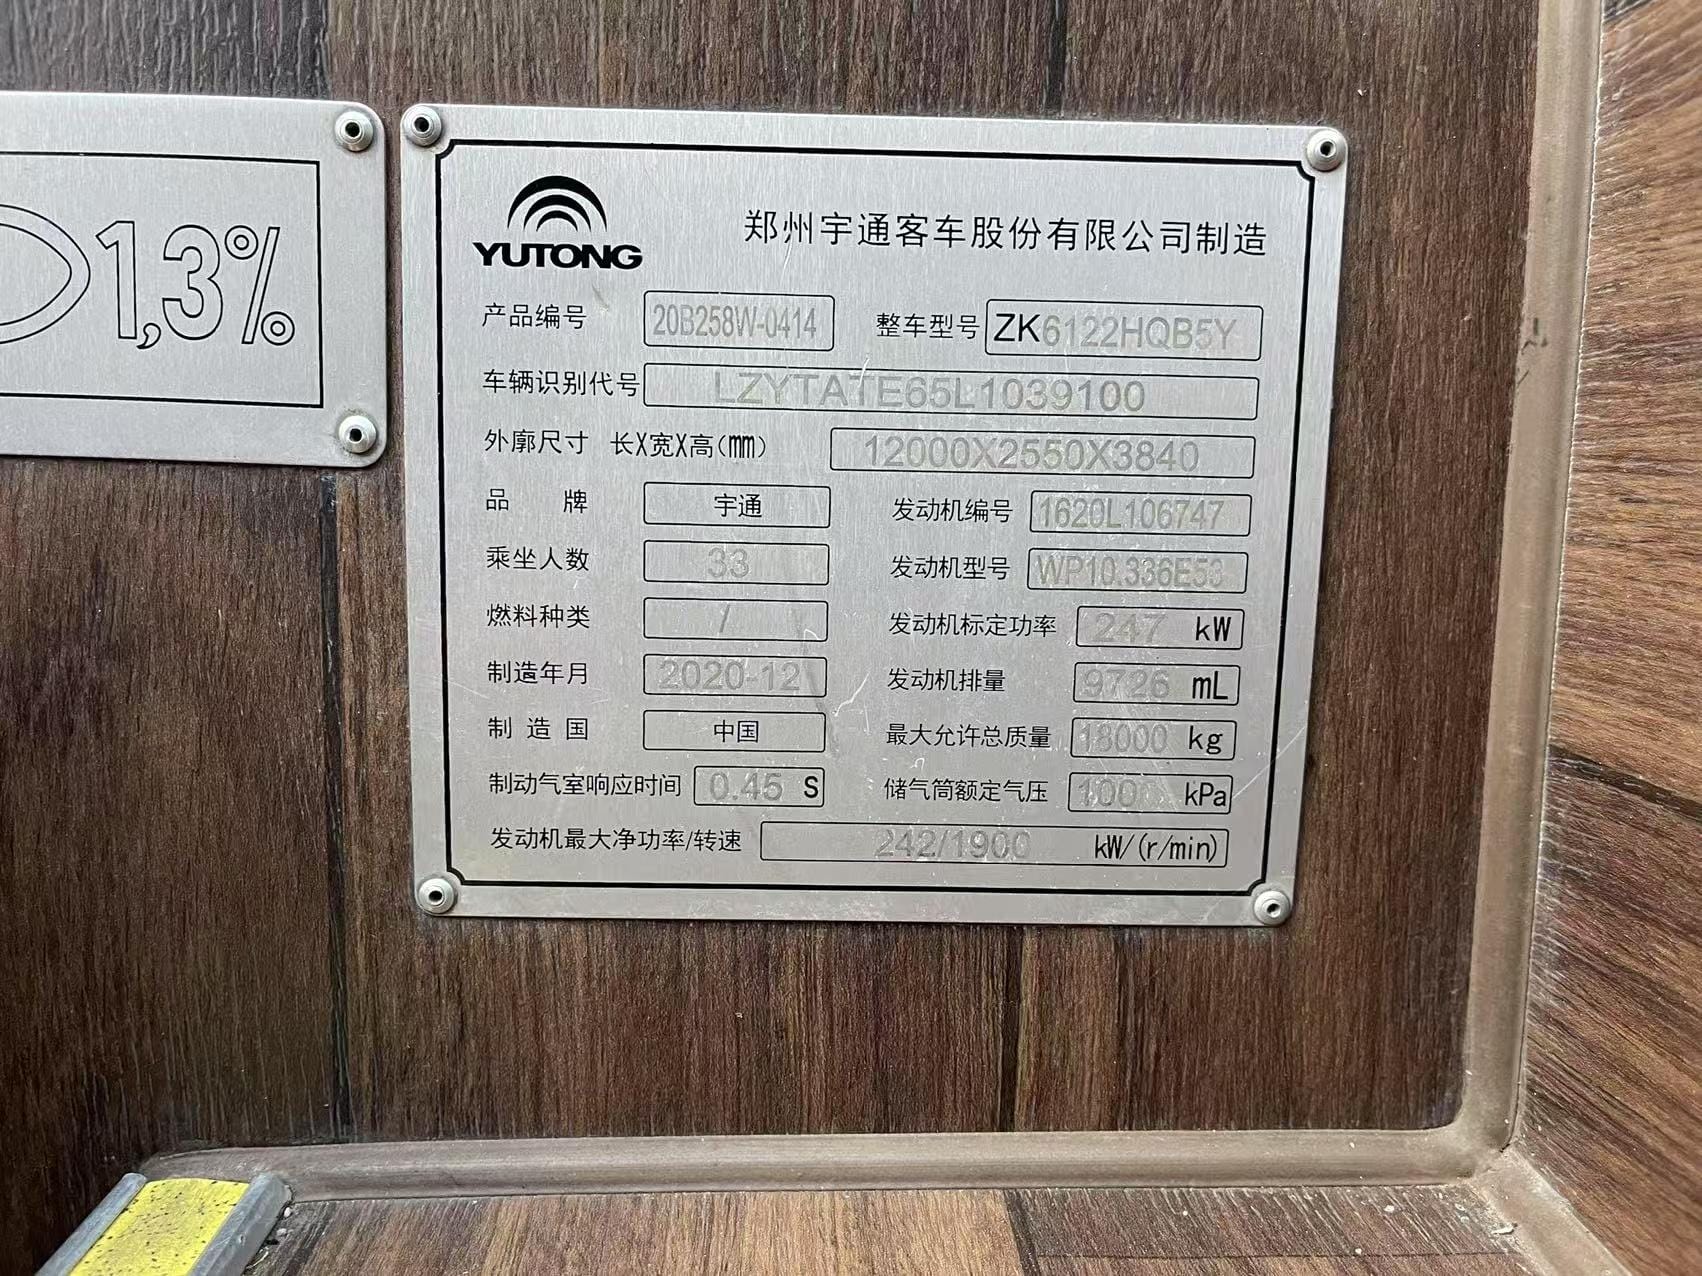 1,3%
YUTONG
郑州宇通客车股份有限公司制造
产品编号 20B258W-0414 整车型号 ZK6122HQB5Y
车辆识别代号 LZYTATE65L1039100
外廓尺寸 长X宽X高(mm) 12000X2550X3840
品牌 宇通 发动机编号 1620L106747
乘坐人数 33 发动机型号 WP10.336E53
燃料种类 / 发动机标定功率 247 kW
制造年月 2020-12 发动机排量 9726 mL
制造国 中国 最大允许总质量 18000 kg
制动气室响应时间 0.45 S 储气筒额定气压 kPa
发动机最大净功率/转速 242/1900 kW/(r/min)